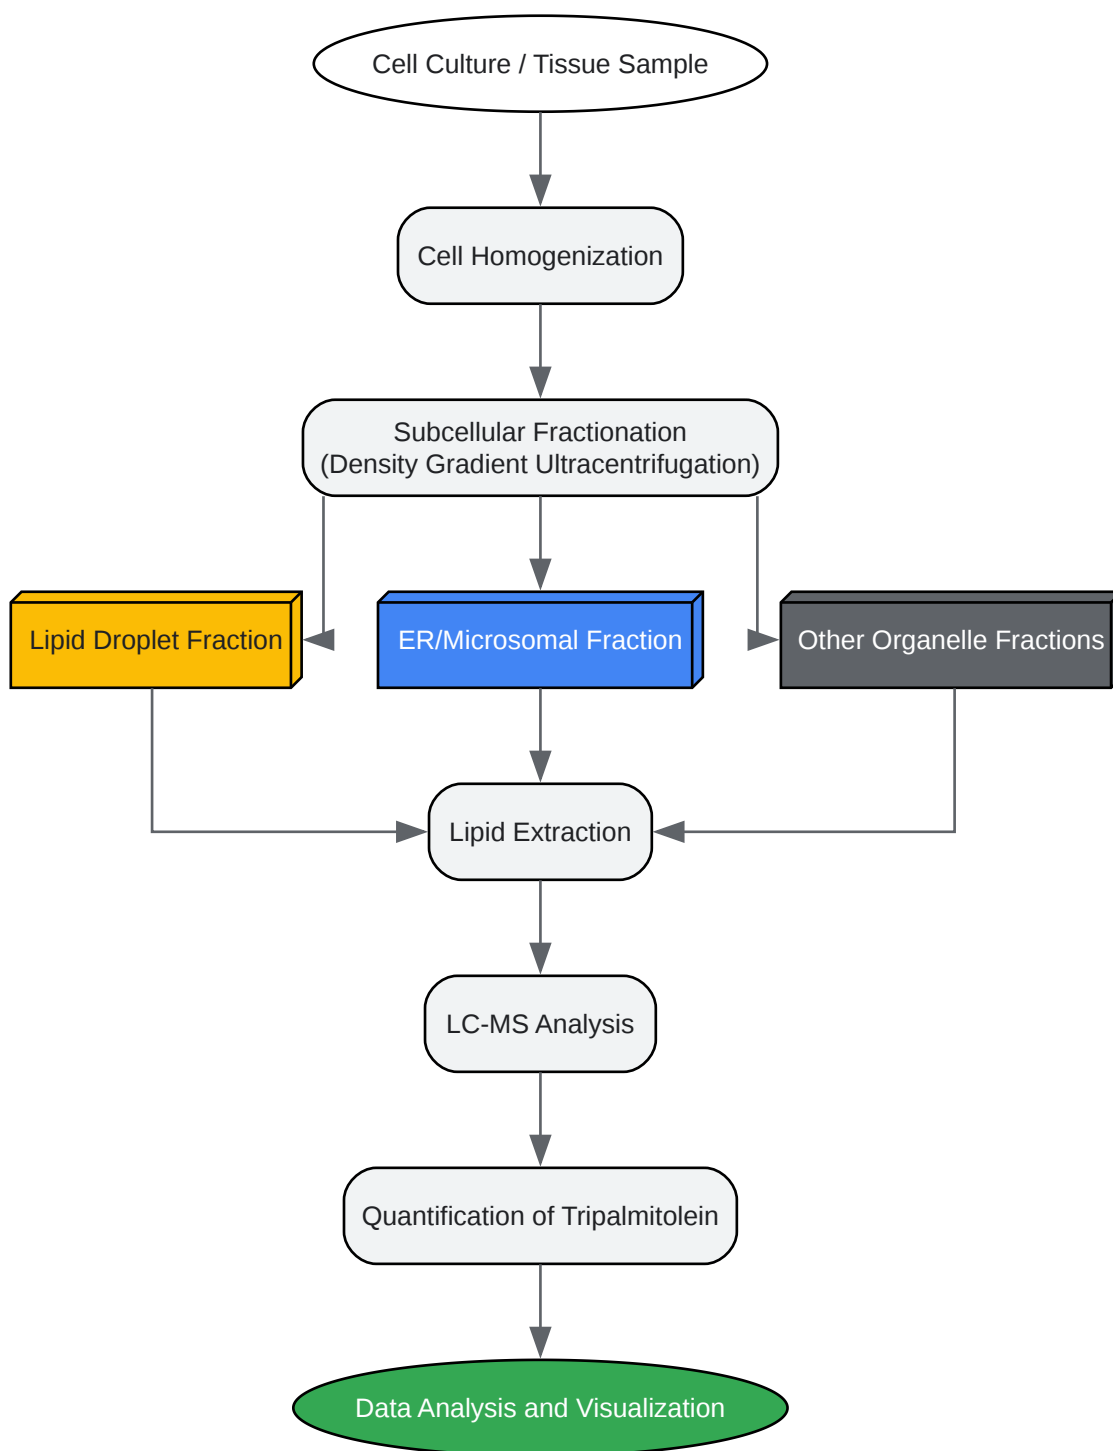 Cell Culture / Tissue Sample
Cell Homogenization
Subcellular Fractionation
(Density Gradient Ultracentrifugation)
Lipid Droplet Fraction
ER/Microsomal Fraction
Other Organelle Fractions
Lipid Extraction
LC-MS Analysis
Quantification of Tripalmitolein
Data Analysis and Visualization